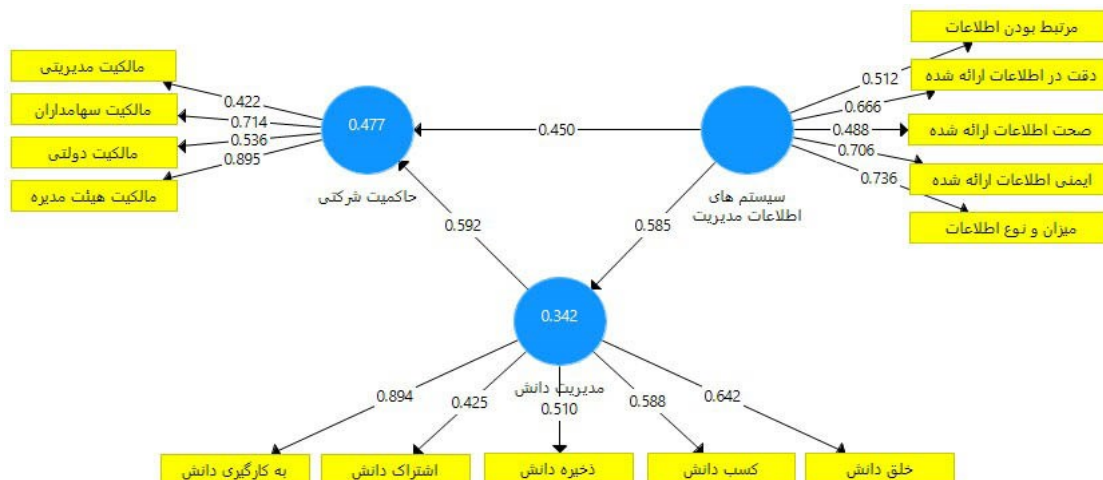 مرتبط بودن اطلاعات
دقت در اطلاعات ارائه شده
صحت اطلاعات ارائه شده
ایمنی اطلاعات ارائه شده
میزان و نوع اطلاعات
0.512
0.666
0.488
0.706
0.736
سیستم های
اطلاعات مدیریت
0.450
0.585
0.477
حاکمیت شرکتی
0.592
مالکیت مدیریتی
مالکیت سهامداران
مالکیت دولتی
مالکیت هیئت مدیره
0.422
0.714
0.536
0.895
0.342
مدیریت دانش
0.894
0.425
0.510
0.588
0.642
خلق دانش
کسب دانش
ذخیره دانش
اشتراک دانش
به کارگیری دانش